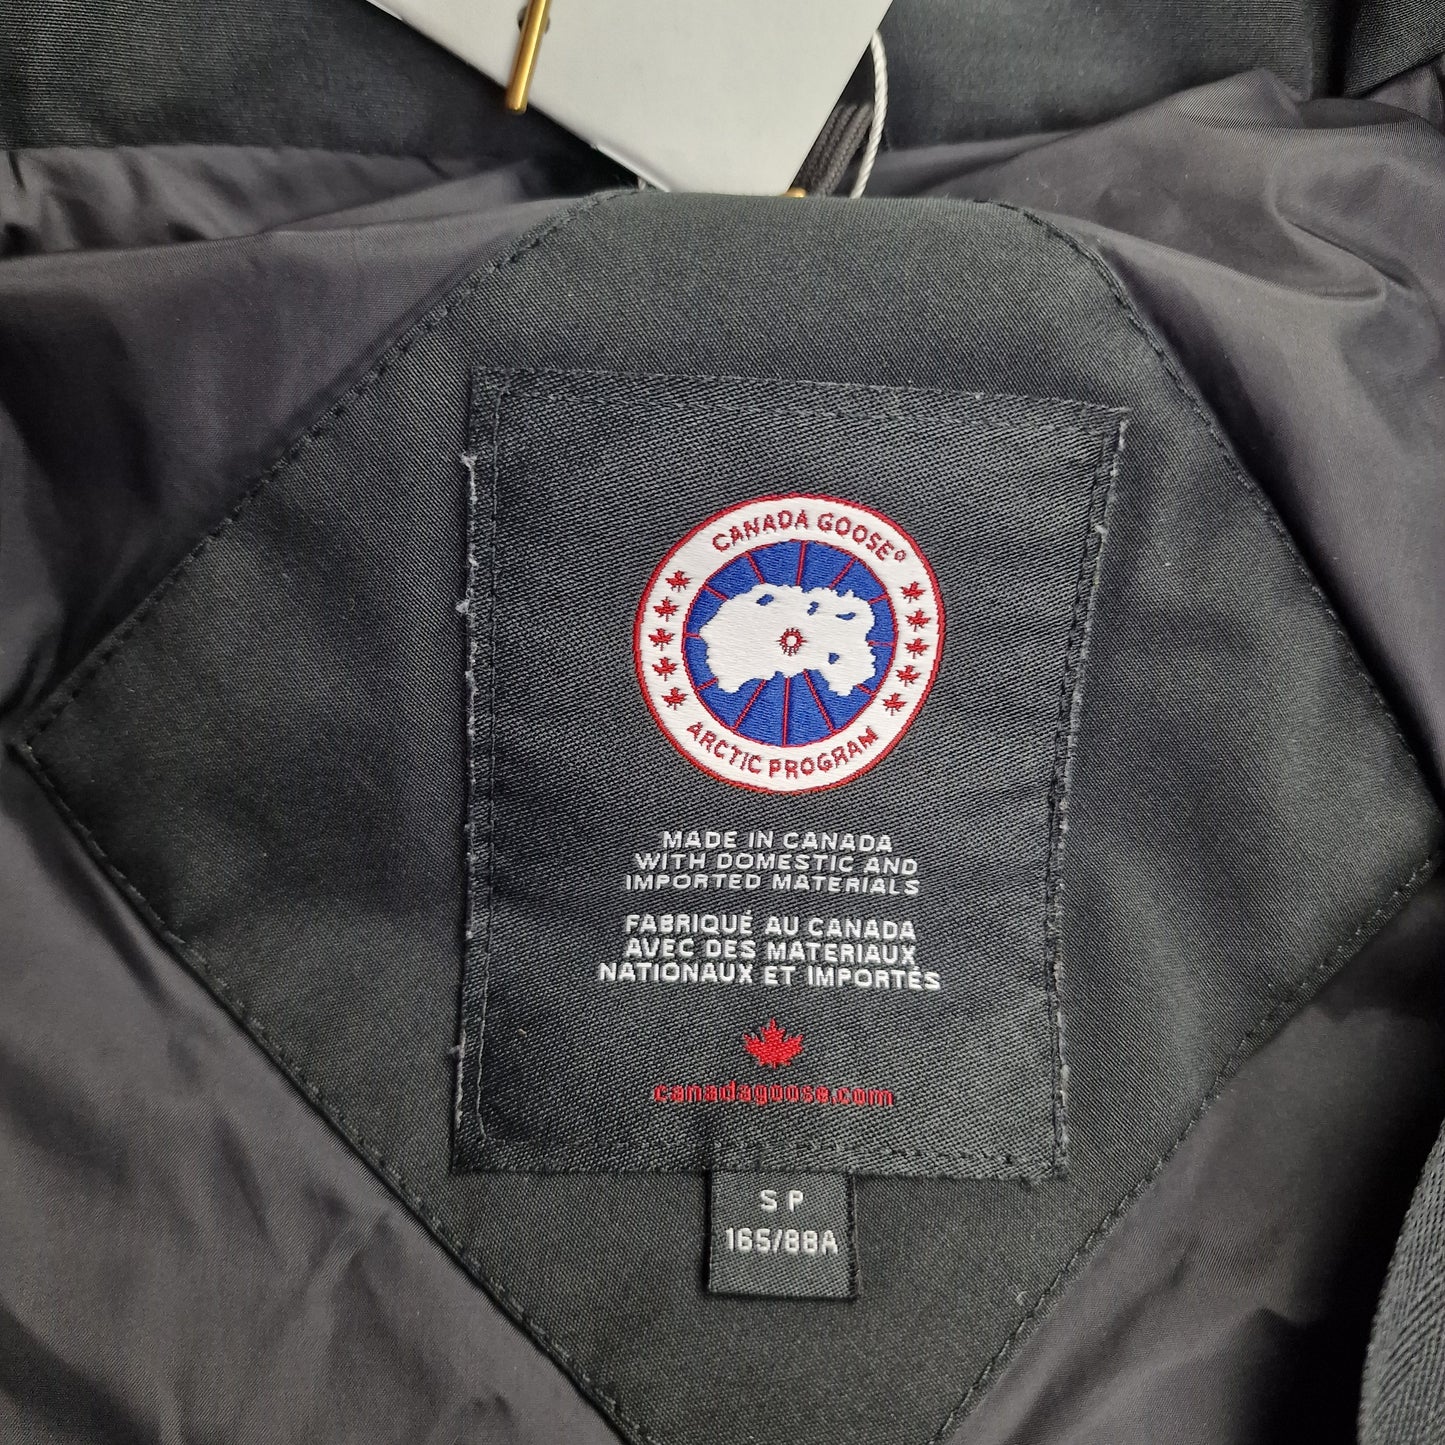 CANADA GOOSE®
ARCTIC PROGRAM
MADE IN CANADA
WITH DOMESTIC AND
IMPORTED MATERIALS
FABRIQUÉ AU CANADA
AVEC DES MATERIAUX
NATIONAUX ET IMPORTÉS
canadagoose.com
S P
165/88A